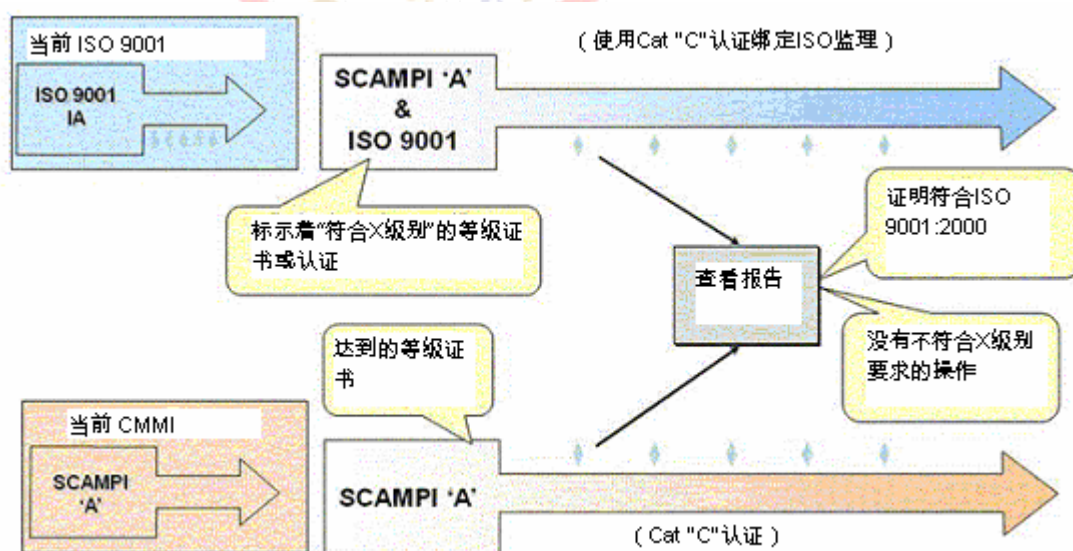 当前 ISO 9001
(使用Cat "C"认证绑定ISO监理)
ISO 9001
IA
SCAMPI ‘A’
&
ISO 9001
标示着“符合X级别”的等级证
书或认证
证明符合ISO
9001:2000
查看报告
没有不符合X级别
要求的操作
达到的等级证
书
当前 CMMI
SCAMPI
‘A’
SCAMPI ‘A’
(Cat "C"认证)